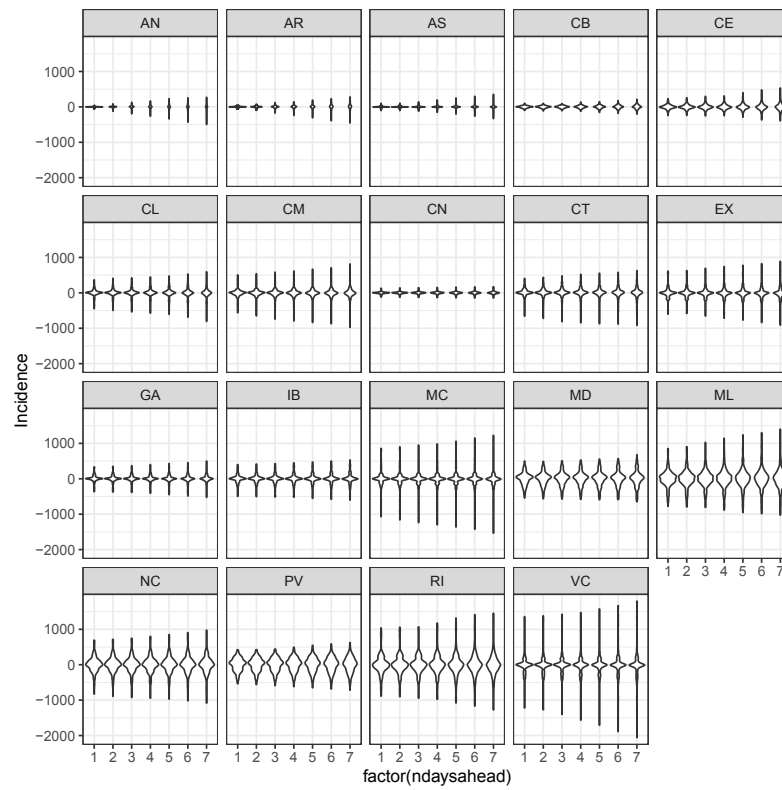 AN AR AS CB CE
1000
0
−1000
−2000
CL CM CN CT EX
1000
0
−1000
−2000
GA IB MC MD ML
1000
0
−1000
−2000
1 2 3 4 5 6 7
NC PV RI VC
1000
0
−1000
−2000
1 2 3 4 5 6 7 1 2 3 4 5 6 7 1 2 3 4 5 6 7 1 2 3 4 5 6 7
factor(ndaysahead)
Incidence